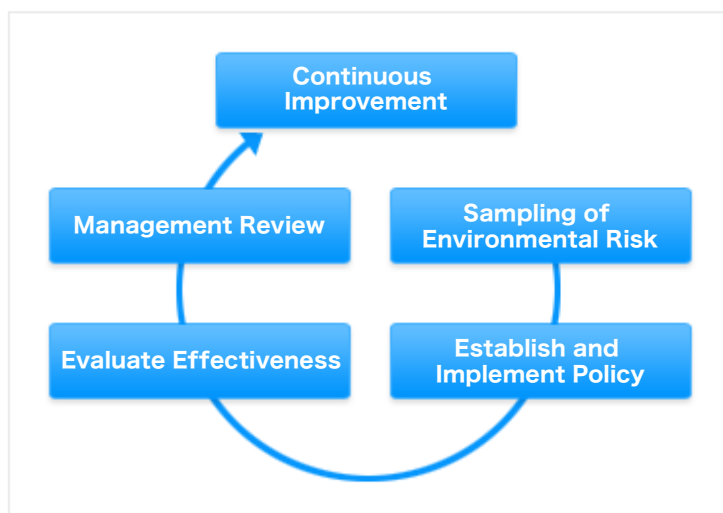 Continuous
Improvement
Management Review
Sampling of
Environmental Risk
Evaluate Effectiveness
Establish and
Implement Policy